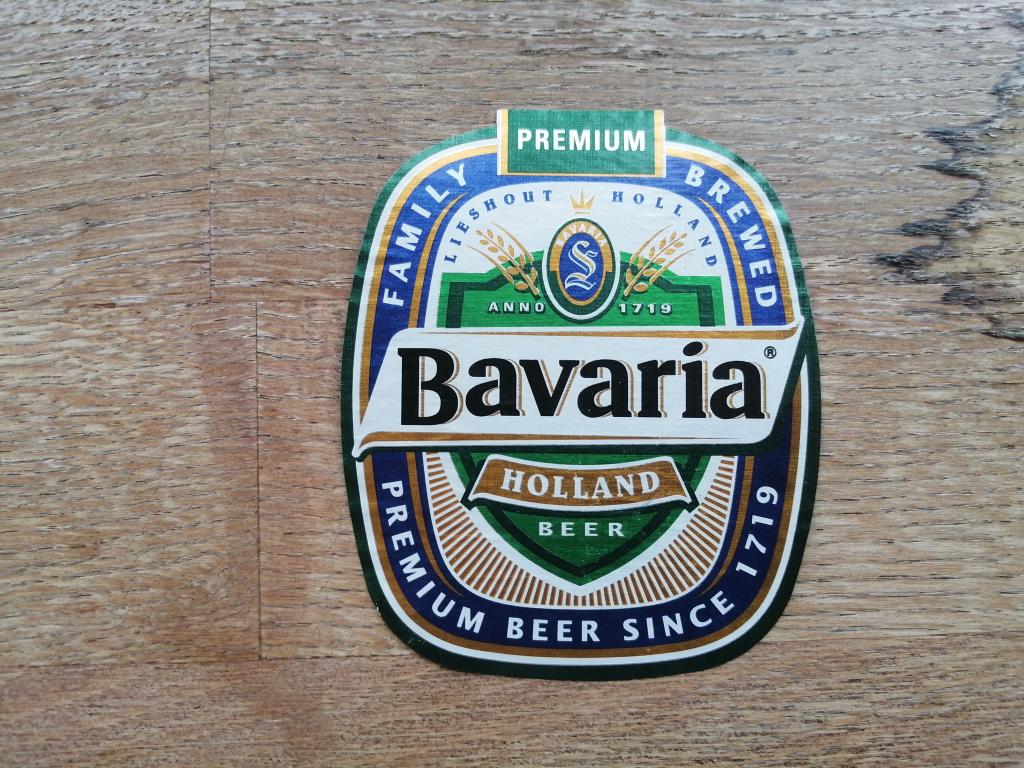 PREMIUM
FAMILY BREWED
LIESHOUT HOLLAND
BAVARIA
S
ANNO 1719
Bavaria®
HOLLAND
BEER
PREMIUM BEER SINCE 1719